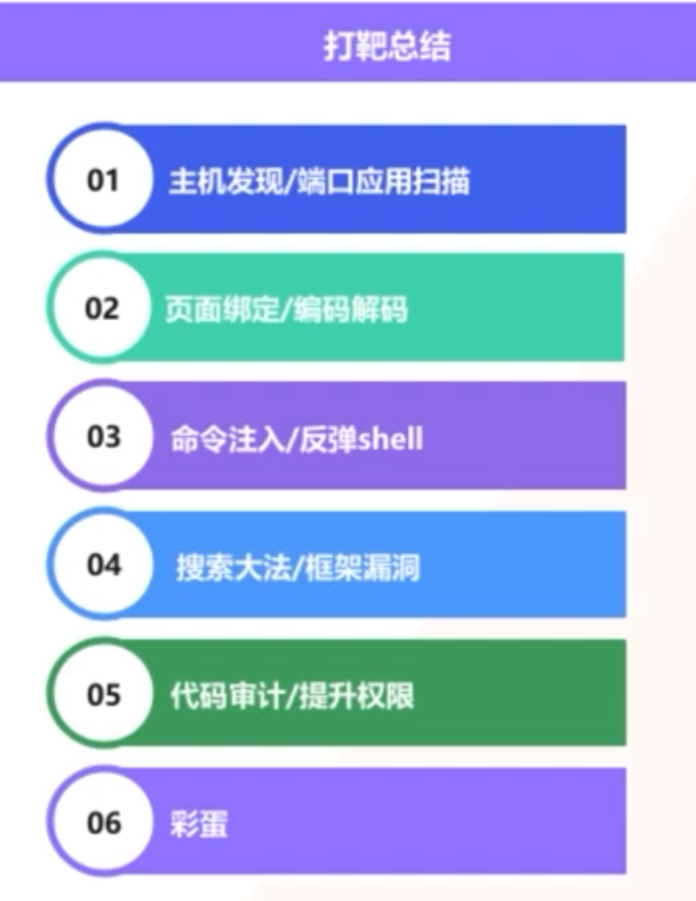 打靶总结
01 主机发现/端口应用扫描
02 页面绑定/编码解码
03 命令注入/反弹shell
04 搜索大法/框架漏洞
05 代码审计/提升权限
06 彩蛋